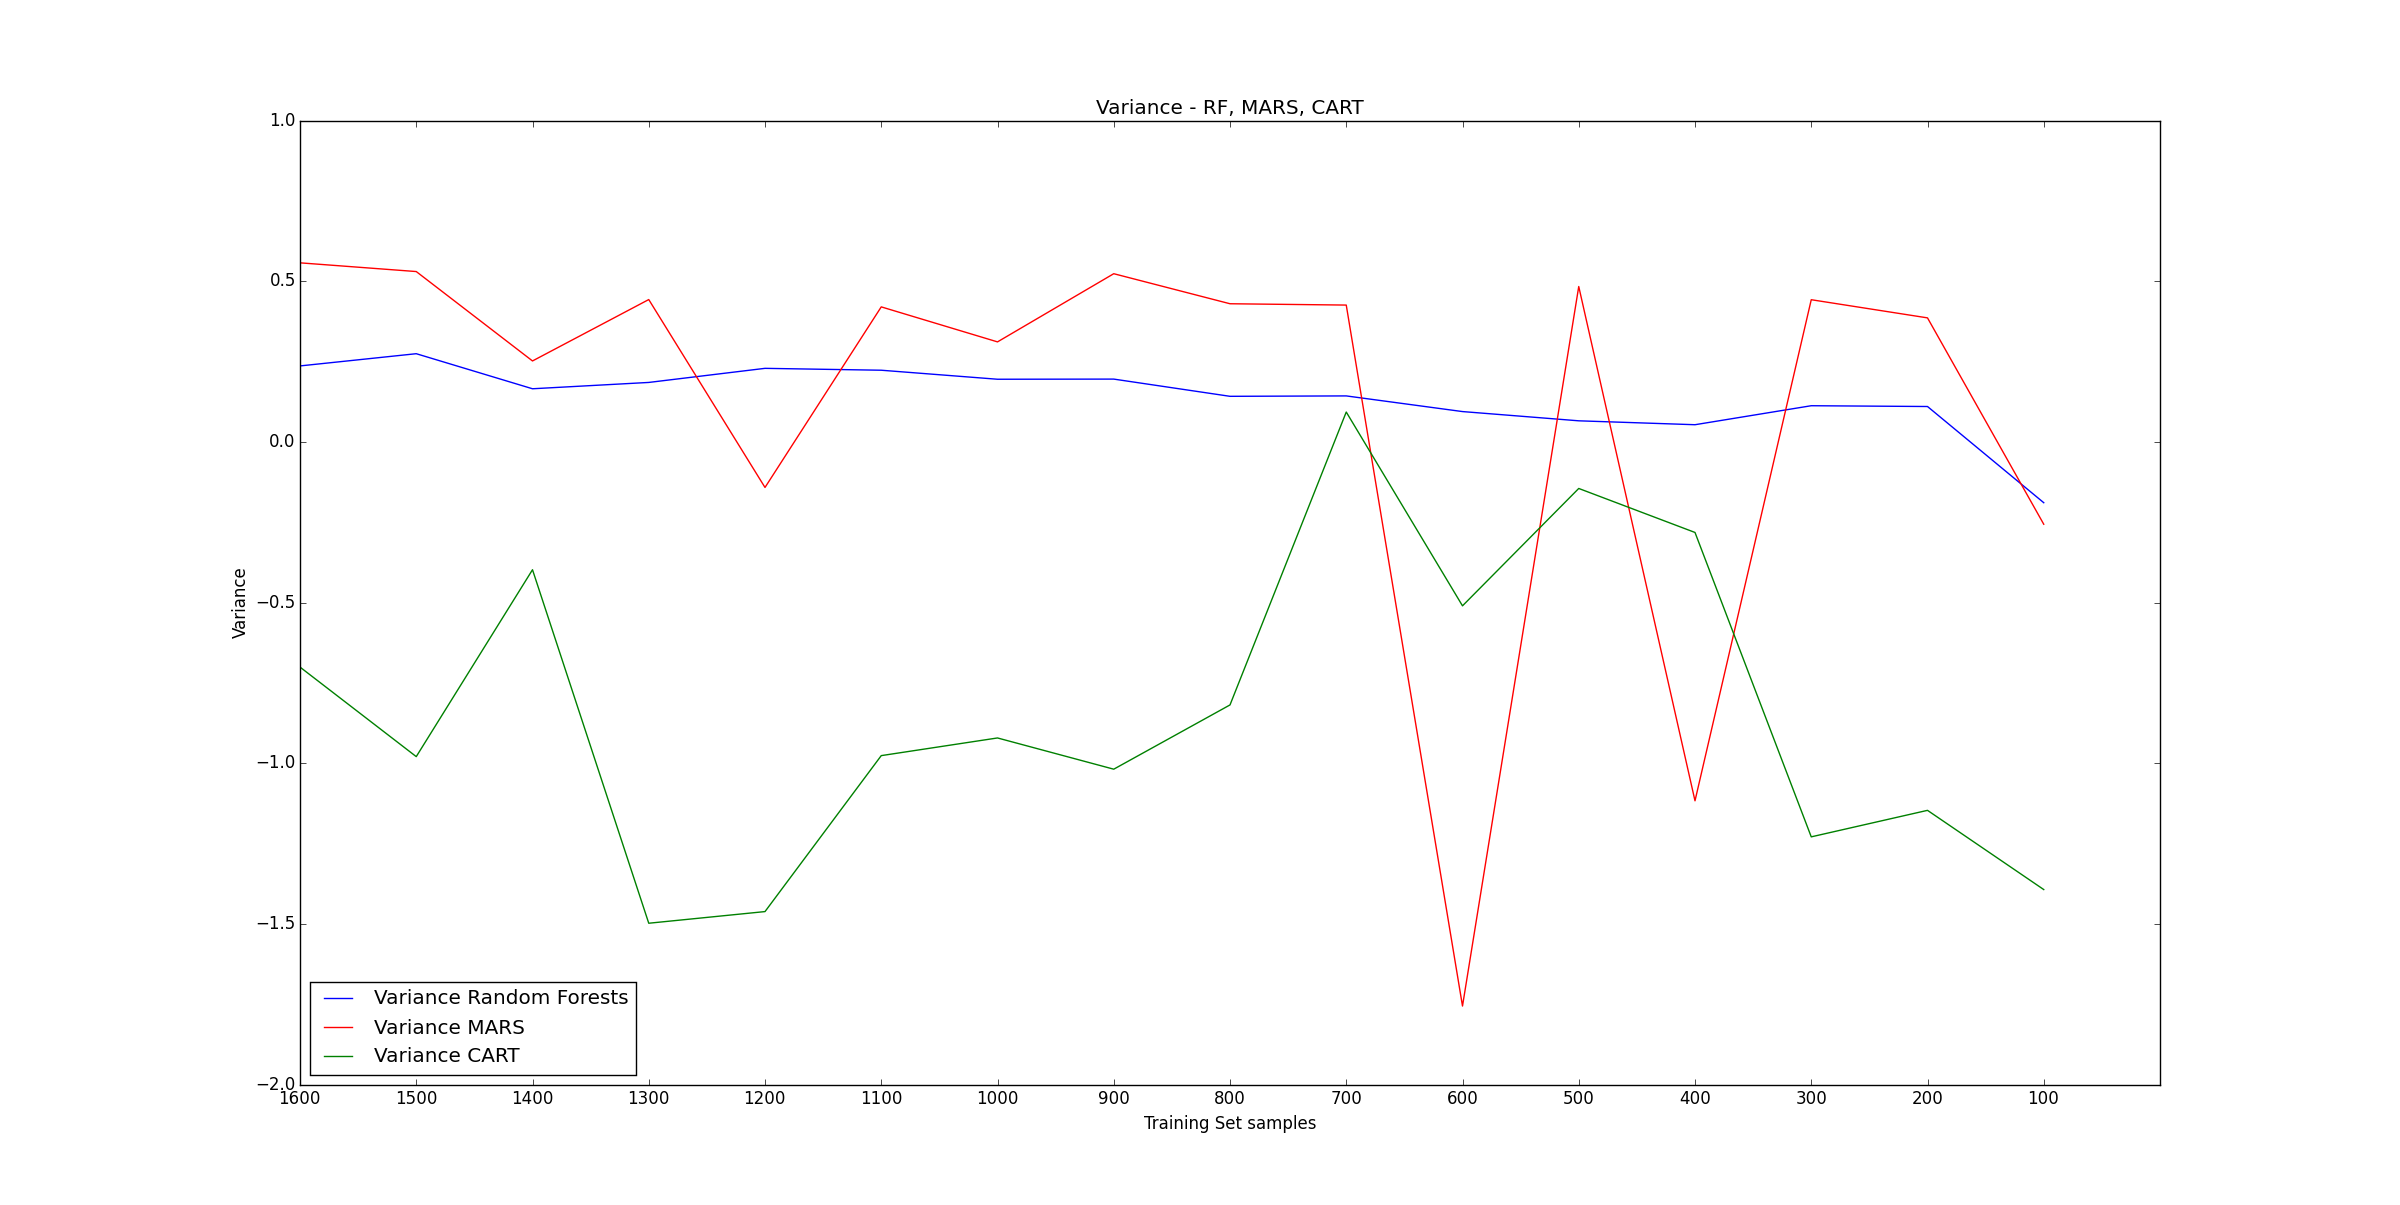 Variance - RF, MARS, CART
1.0
0.5
0.0
−0.5
−1.0
−1.5
−2.0
Variance
Variance Random Forests
Variance MARS
Variance CART
1600 1500 1400 1300 1200 1100 1000 900 800 700 600 500 400 300 200 100
Training Set samples